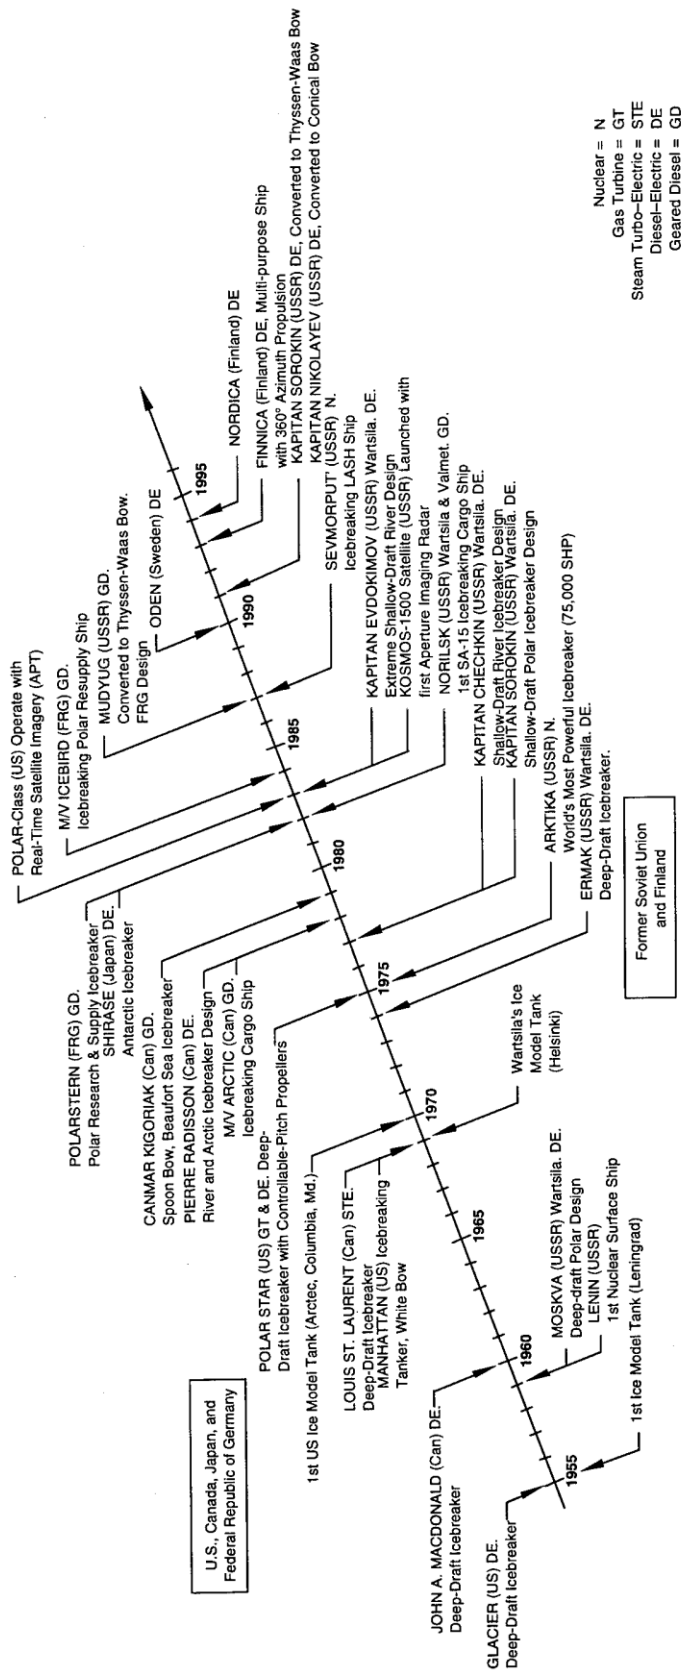 U.S., Canada, Japan, and
Federal Republic of Germany
GLACIER (US) DE.
Deep-Draft Icebreaker
JOHN A. MACDONALD (Can) DE.
Deep-Draft Icebreaker
LOUIS ST. LAURENT (Can) STE.
Deep-Draft Icebreaker
MANHATTAN (US) Icebreaking
Tanker, White Bow
1st US Ice Model Tank (Arctec, Columbia, Md.)
POLAR STAR (US) GT & DE. Deep-
Draft Icebreaker with Controllable-Pitch Propellers
M/V ARCTIC (Can) GD.
Icebreaking Cargo Ship
PIERRE RADISSON (Can) DE.
River and Arctic Icebreaker Design
CANMAR KIGORIAK (Can) GD.
Spoon Bow, Beaufort Sea Icebreaker
POLARSTERN (FRG) GD.
Polar Research & Supply Icebreaker
SHIRASE (Japan) DE.
Antarctic Icebreaker
POLAR-Class (US) Operate with
Real-Time Satellite Imagery (APT)
M/V ICEBIRD (FRG) GD.
Icebreaking Polar Resupply Ship
MUDYUG (USSR) GD.
Converted to Thyssen-Waas Bow.
FRG Design
ODEN (Sweden) DE
1955
1960
1965
1970
1975
1980
1985
1990
1995
1st Ice Model Tank (Leningrad)
MOSKVA (USSR) Wartsila. DE.
Deep-draft Polar Design
LENIN (USSR)
1st Nuclear Surface Ship
Wartsila's Ice
Model Tank
(Helsinki)
ERMAK (USSR) Wartsila. DE.
Deep-Draft Icebreaker.
ARKTIKA (USSR) N.
World's Most Powerful Icebreaker (75,000 SHP)
KAPITAN SOROKIN (USSR) Wartsila. DE.
Shallow-Draft Polar Icebreaker Design
KAPITAN CHECHKIN (USSR) Wartsila. DE.
Shallow-Draft River Icebreaker Design
NORILSK (USSR) Wartsila & Valmet. GD.
1st SA-15 Icebreaking Cargo Ship
KOSMOS-1500 Satellite (USSR) Launched with
first Aperture Imaging Radar
KAPITAN EVDOKIMOV (USSR) Wartsila. DE.
Extreme Shallow-Draft River Design
SEVMORPUT' (USSR) N.
Icebreaking LASH Ship
KAPITAN SOROKIN (USSR) DE, Converted to Thyssen-Waas Bow
KAPITAN NIKOLAYEV (USSR) DE, Converted to Conical Bow
FINNICA (Finland) DE, Multi-purpose Ship
with 360° Azimuth Propulsion
NORDICA (Finland) DE
Former Soviet Union
and Finland
Nuclear = N
Gas Turbine = GT
Steam Turbo–Electric = STE
Diesel–Electric = DE
Geared Diesel = GD